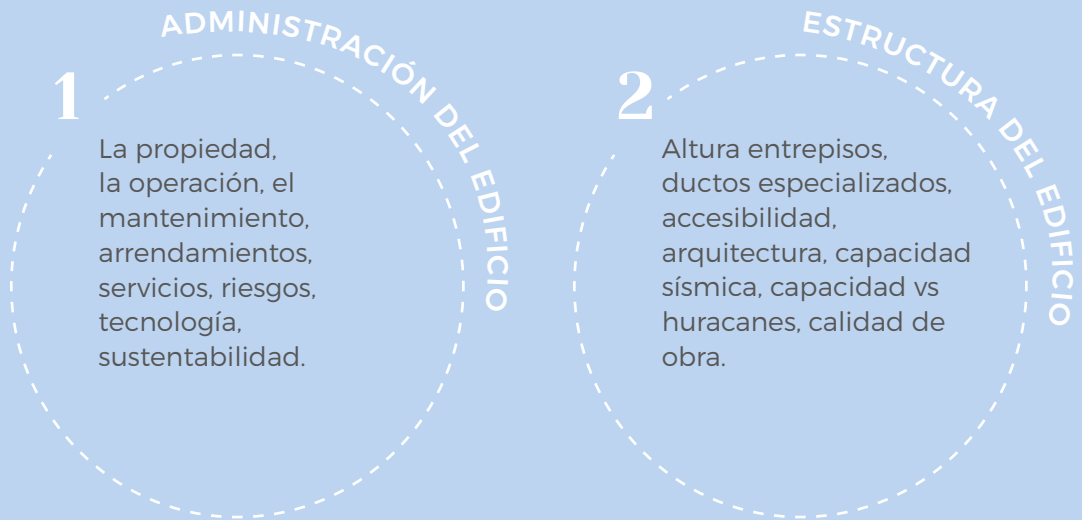 ADMINISTRACIÓN DEL EDIFICIO
1
La propiedad,
la operación, el
mantenimiento,
arrendamientos,
servicios, riesgos,
tecnología,
sustentabilidad.
ESTRUCTURA DEL EDIFICIO
2
Altura entrepisos,
ductos especializados,
accesibilidad,
arquitectura, capacidad
sísmica, capacidad vs
huracanes, calidad de
obra.